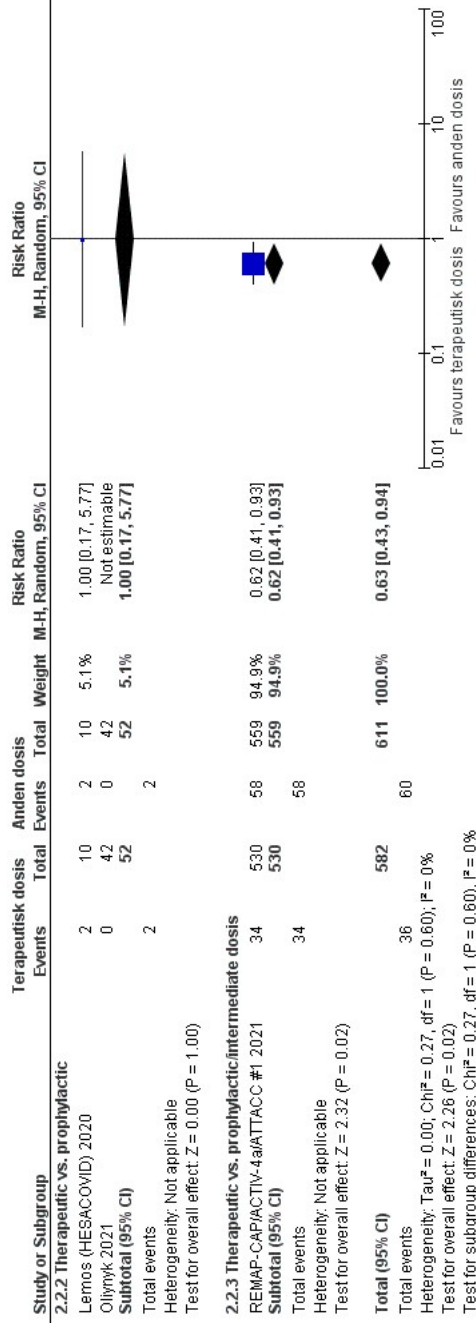 Terapeutisk dosis Anden dosis Risk Ratio Risk Ratio
Study or Subgroup Events Total Events Total Weight M-H, Random, 95% CI M-H, Random, 95% CI
2.2.2 Therapeutic vs. prophylactic
Lemos (HESACOVID) 2020 2 10 2 10 5.1% 1.00 [0.17, 5.77]
Oliynyk 2021 0 42 0 42 Not estimable
Subtotal (95% CI) 52 52 5.1% 1.00 [0.17, 5.77]
Total events 2 2
Heterogeneity: Not applicable
Test for overall effect: Z = 0.00 (P = 1.00)
2.2.3 Therapeutic vs. prophylactic/intermediate dosis
REMAP-CAP/ACTIV-4a/ATTACC #1 2021 34 530 58 559 94.9% 0.62 [0.41, 0.93]
Subtotal (95% CI) 530 559 94.9% 0.62 [0.41, 0.93]
Total events 34 58
Heterogeneity: Not applicable
Test for overall effect: Z = 2.32 (P = 0.02)
Total (95% CI) 582 611 100.0% 0.63 [0.43, 0.94]
Total events 36 60
Heterogeneity: Tau² = 0.00; Chi² = 0.27, df = 1 (P = 0.60); I² = 0%
Test for overall effect: Z = 2.26 (P = 0.02)
Test for subgroup differences: Chi² = 0.27, df = 1 (P = 0.60), I² = 0%
0.01 0.1 1 10 100
Favours terapeutisk dosis Favours anden dosis